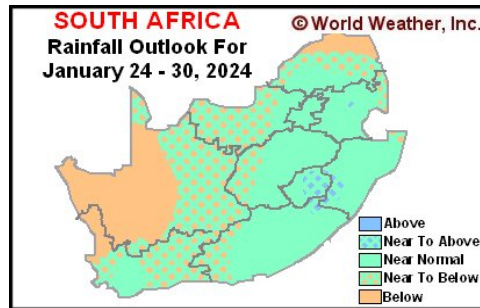 SOUTH AFRICA
© World Weather, Inc.
Rainfall Outlook For
January 24 - 30, 2024
Above
Near To Above
Near Normal
Near To Below
Below